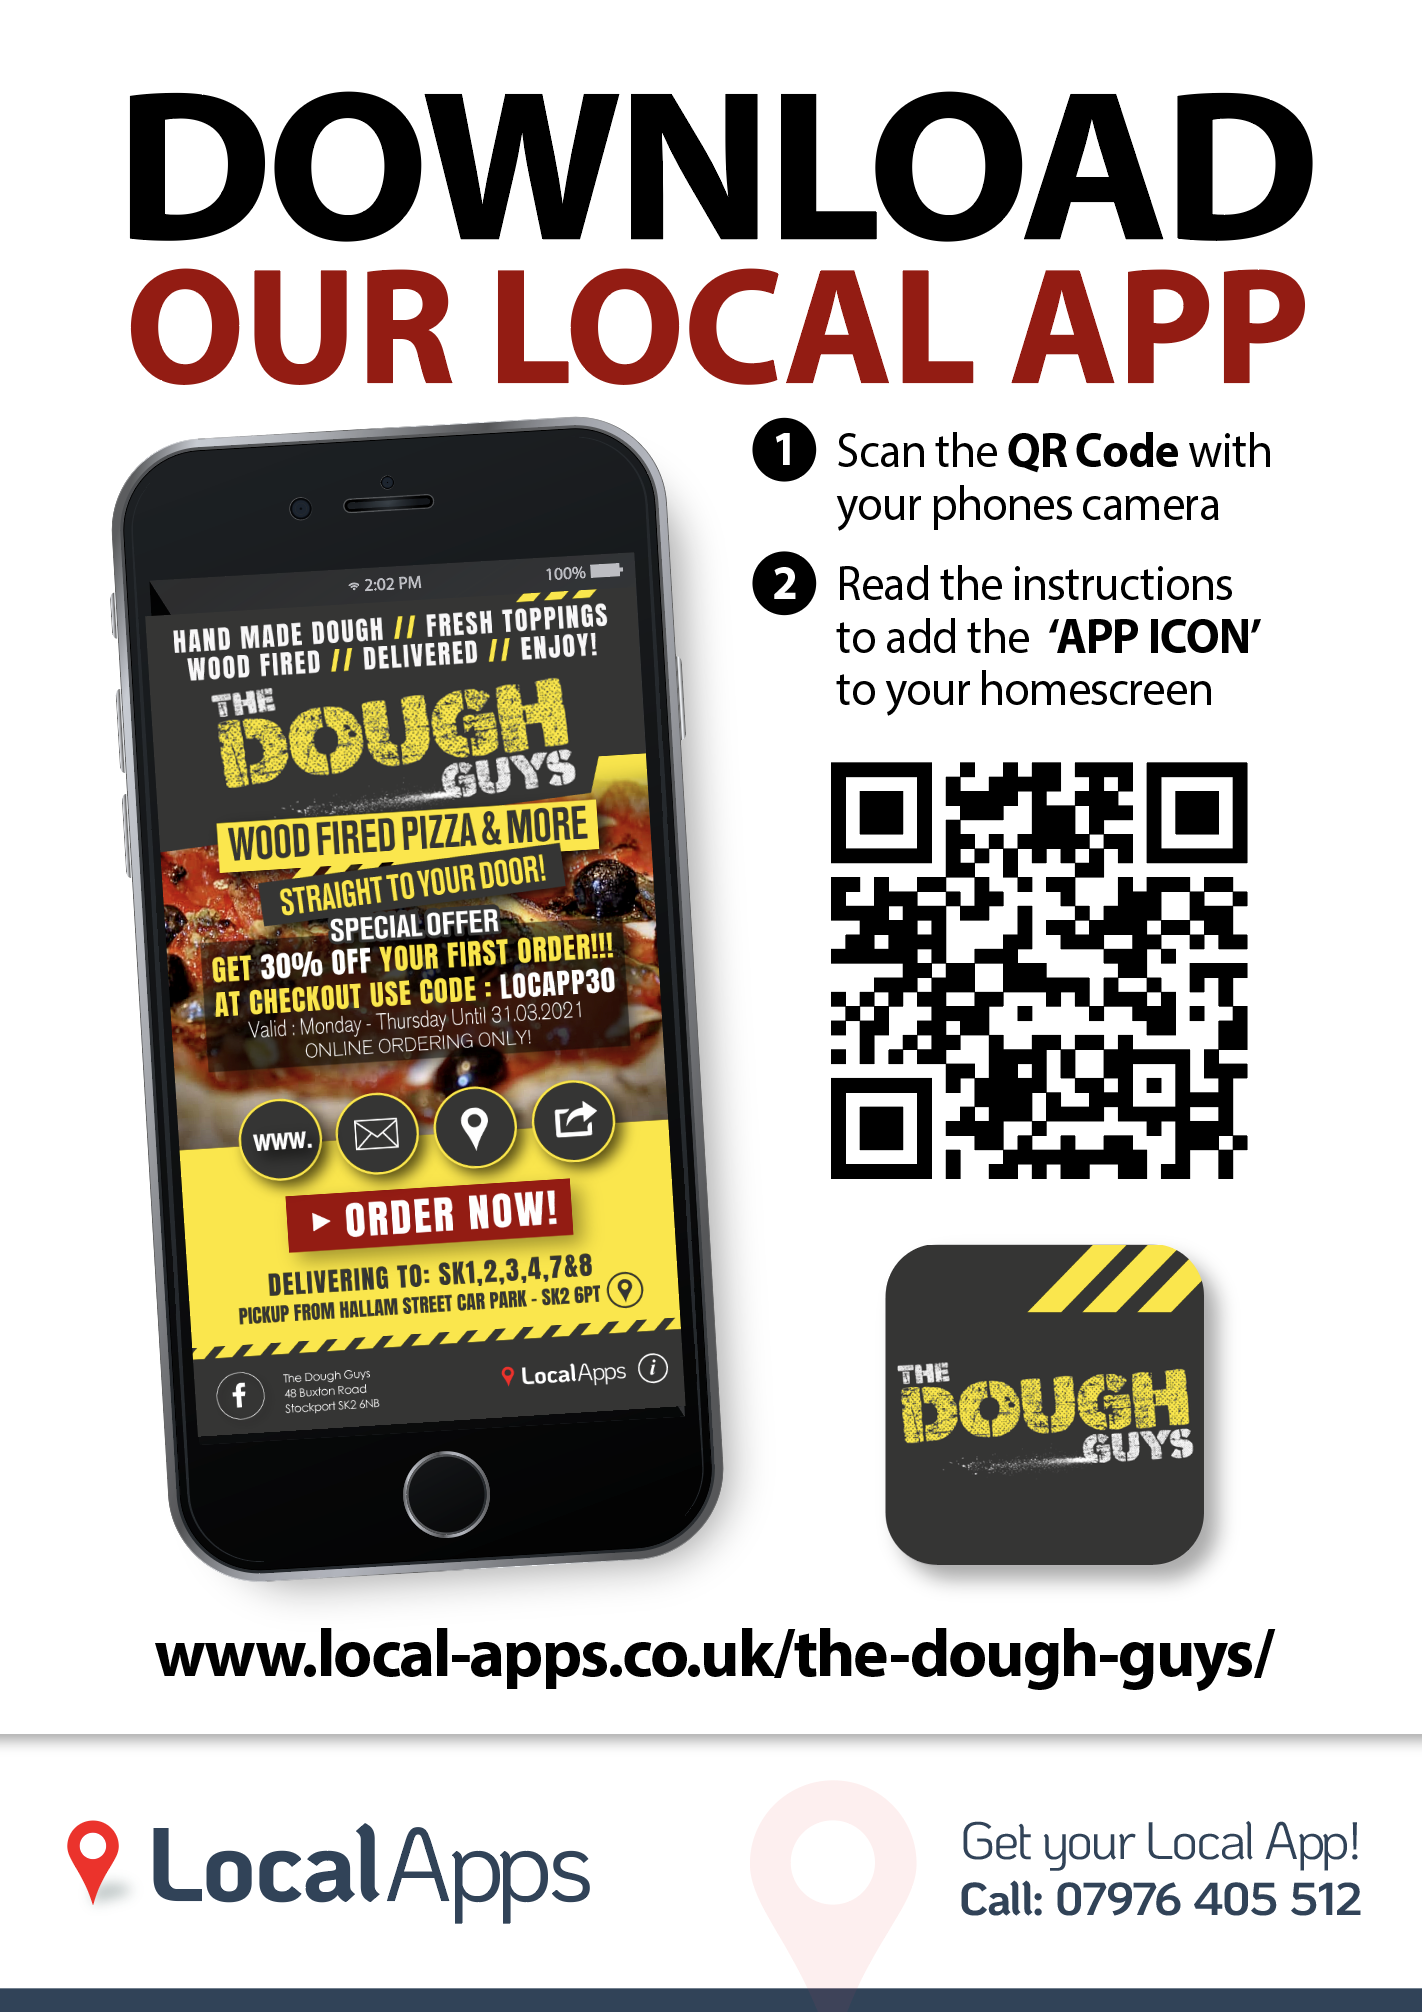 DOWNLOAD
OUR LOCAL APP
1 Scan the QR Code with
your phones camera
2 Read the instructions
to add the ‘APP ICON’
to your homescreen
2:02 PM 100%
HAND MADE DOUGH // FRESH TOPPINGS
WOOD FIRED // DELIVERED // ENJOY!
THE
DOUGH
GUYS
WOOD FIRED PIZZA & MORE
STRAIGHT TO YOUR DOOR!
SPECIAL OFFER
GET 30% OFF YOUR FIRST ORDER!!!
AT CHECKOUT USE CODE : LOCAPP30
Valid : Monday - Thursday Until 31.03.2021
ONLINE ORDERING ONLY!
www.
▶ ORDER NOW!
DELIVERING TO: SK1,2,3,4,7&8
PICKUP FROM HALLAM STREET CAR PARK - SK2 6PT
f
The Dough Guys
48 Buxton Road
Stockport SK2 6NB
LocalApps i
THE
DOUGH
GUYS
www.local-apps.co.uk/the-dough-guys/
LocalApps
Get your Local App!
Call: 07976 405 512